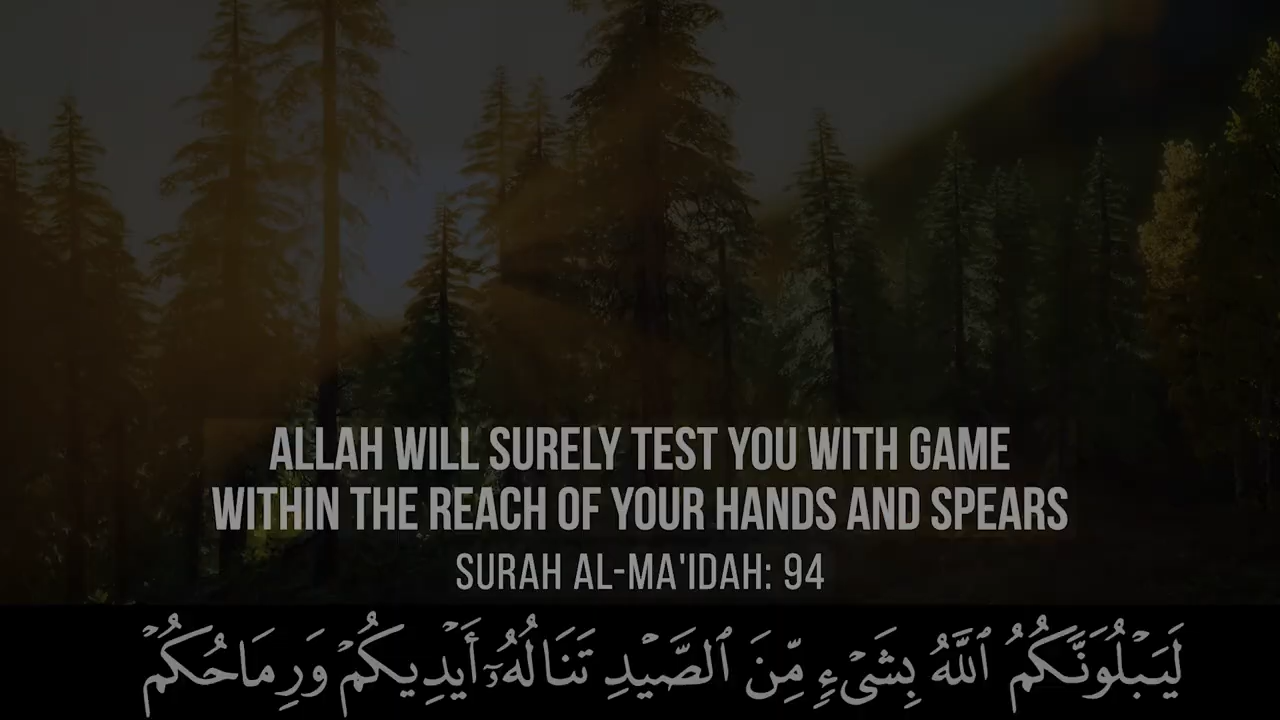 ALLAH WILL SURELY TEST YOU WITH GAME
WITHIN THE REACH OF YOUR HANDS AND SPEARS
SURAH AL-MA'IDAH: 94
لَيَبْلُوَنَّكُمُ ٱللَّهُ بِشَىْءٍ مِّنَ ٱلصَّيْدِ تَنَالُهُۥٓ أَيْدِيكُمْ وَرِمَاحُكُمْ